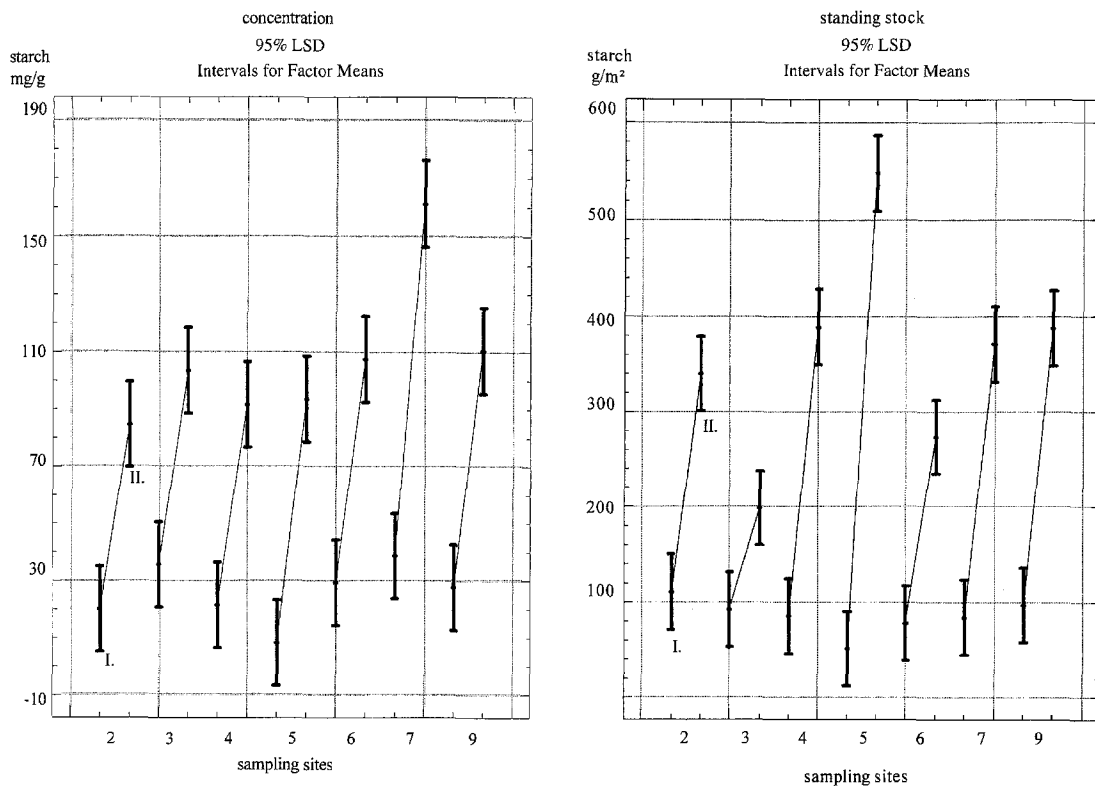 concentration
95% LSD
Intervals for Factor Means
starch
mg/g
190
150
110
70
30
-10
II.
I.
2 3 4 5 6 7 9
sampling sites
standing stock
95% LSD
Intervals for Factor Means
starch
g/m²
600
500
400
300
200
100
II.
I.
2 3 4 5 6 7 9
sampling sites